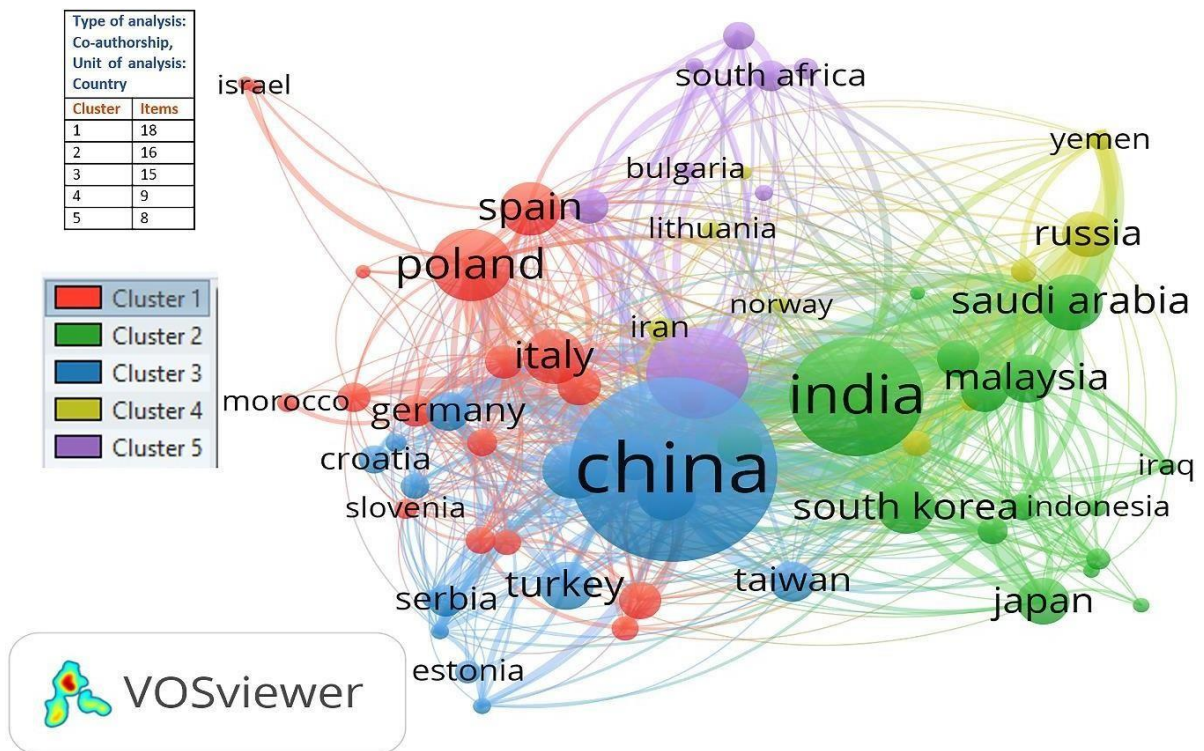 Type of analysis:
Co-authorship,
Unit of analysis:
Country
Cluster Items
1 18
2 16
3 15
4 9
5 8
Cluster 1
Cluster 2
Cluster 3
Cluster 4
Cluster 5
israel
south africa
yemen
bulgaria
spain
lithuania
russia
poland
norway
saudi arabia
iran
italy
malaysia
india
morocco
germany
croatia
china
iraq
slovenia
south korea
indonesia
turkey
taiwan
serbia
japan
estonia
VOSviewer